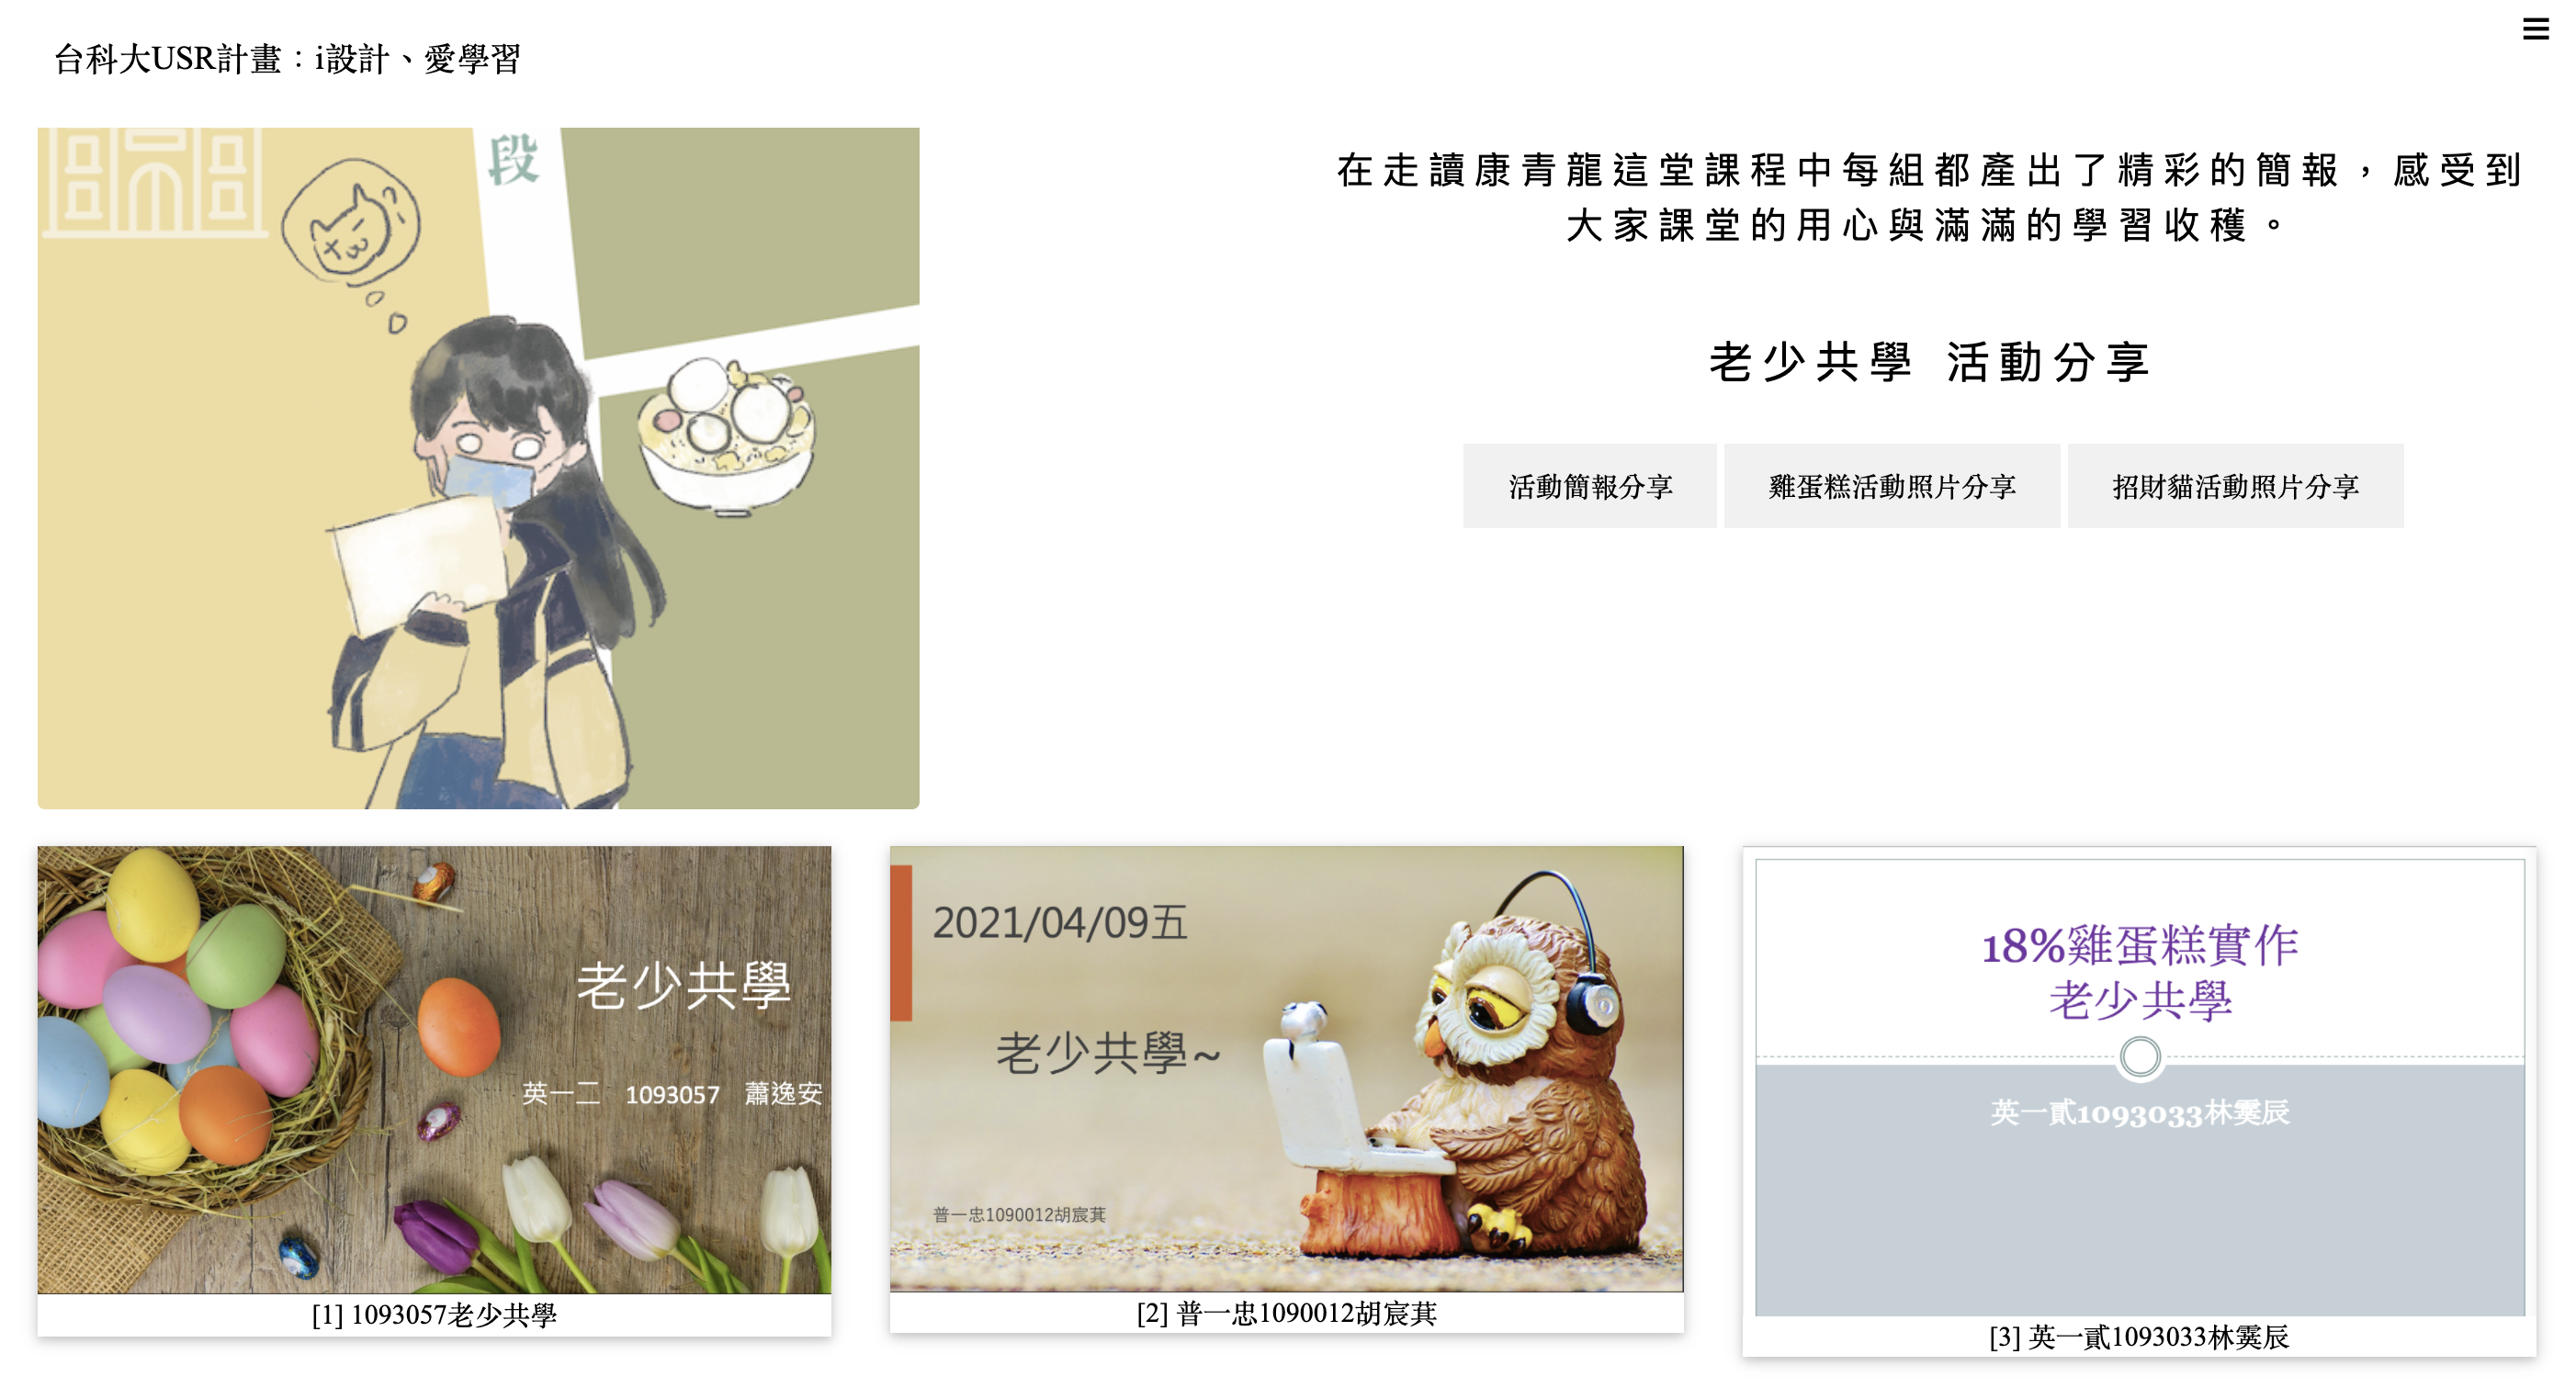 台科大USR計畫：i設計、愛學習
段
在走讀康青龍這堂課程中每組都產出了精彩的簡報，感受到
大家課堂的用心與滿滿的學習收穫。
老少共學 活動分享
活動簡報分享
雞蛋糕活動照片分享
招財貓活動照片分享
老少共學
英一二 1093057 蕭逸安
[1] 1093057老少共學
2021/04/09五
老少共學~
普一忠1090012胡宸萁
[2] 普一忠1090012胡宸萁
18%雞蛋糕實作
老少共學
英一貳1093033林霙辰
[3] 英一貳1093033林霙辰